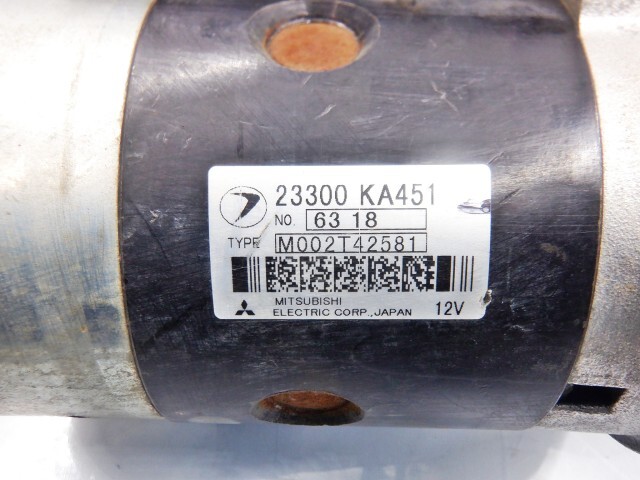 23300 KA451
NO. 63 18
TYPE M002T42581
MITSUBISHI
ELECTRIC CORP., JAPAN 12V